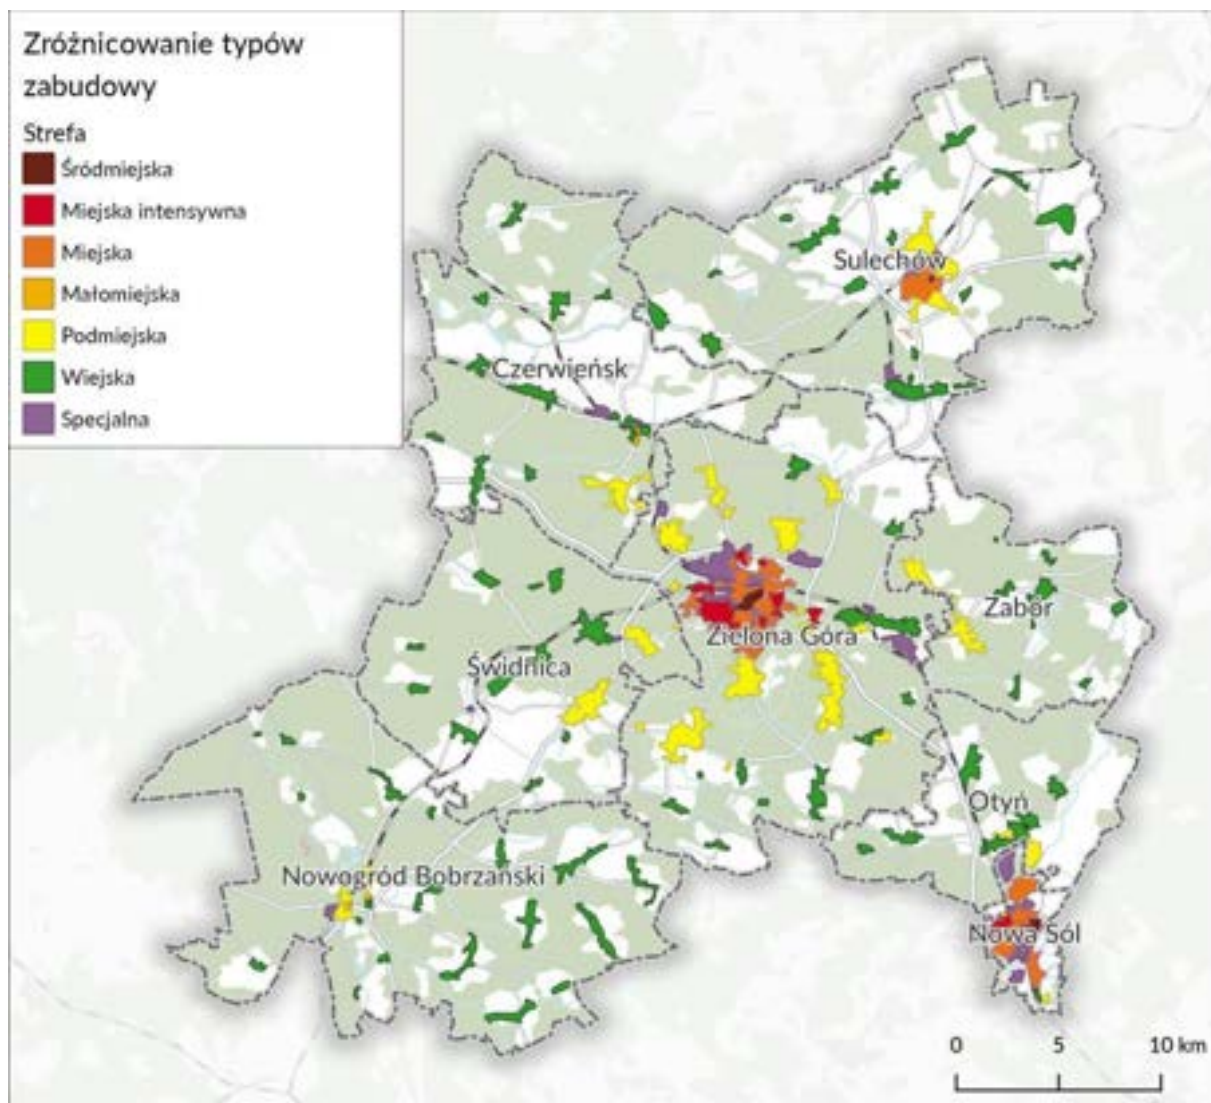 Zróżnicowanie typów
zabudowy
Strefa
Śródmiejska
Miejska intensywna
Miejska
Małomiejska
Podmiejska
Wiejska
Specjalna
Sulechów
Czerwieńsk
Zabór
Zielona Góra
Świdnica
Otyń
Nowogród Bobrzański
Nowa Sól
0 5 10 km